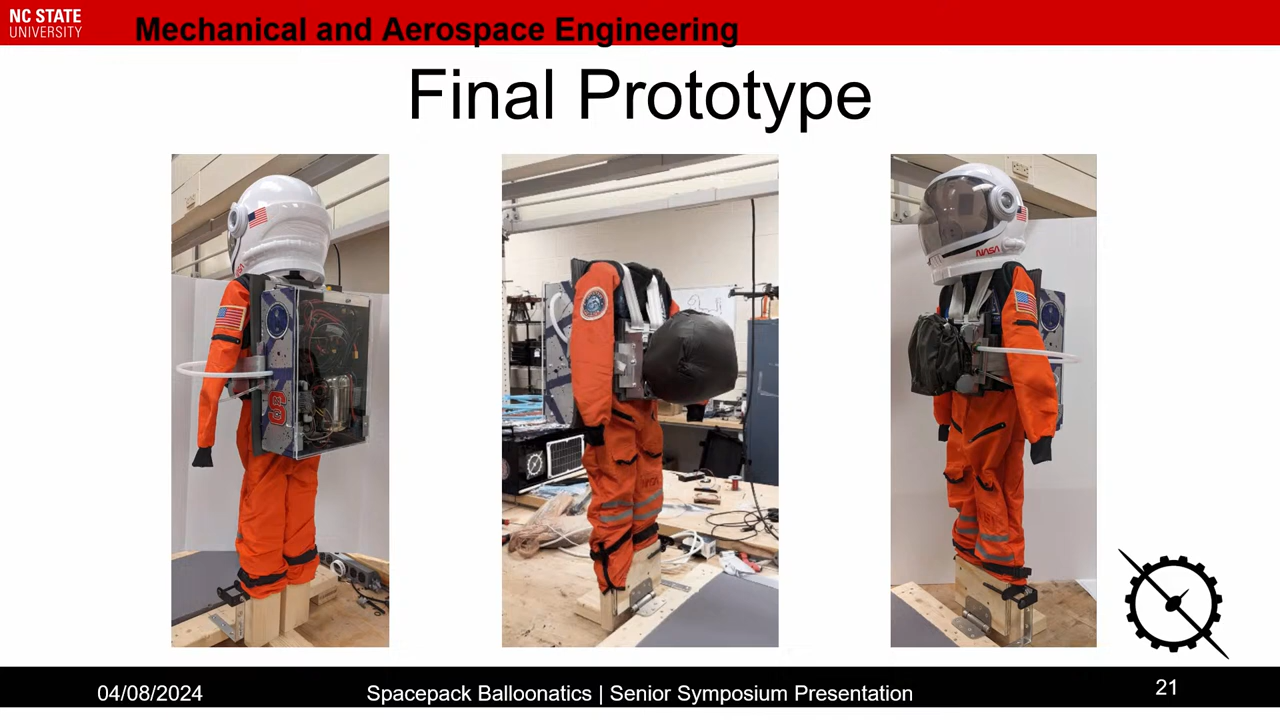 NC STATE
UNIVERSITY
Mechanical and Aerospace Engineering
Final Prototype
NASA
04/08/2024
Spacepack Balloonatics | Senior Symposium Presentation
21